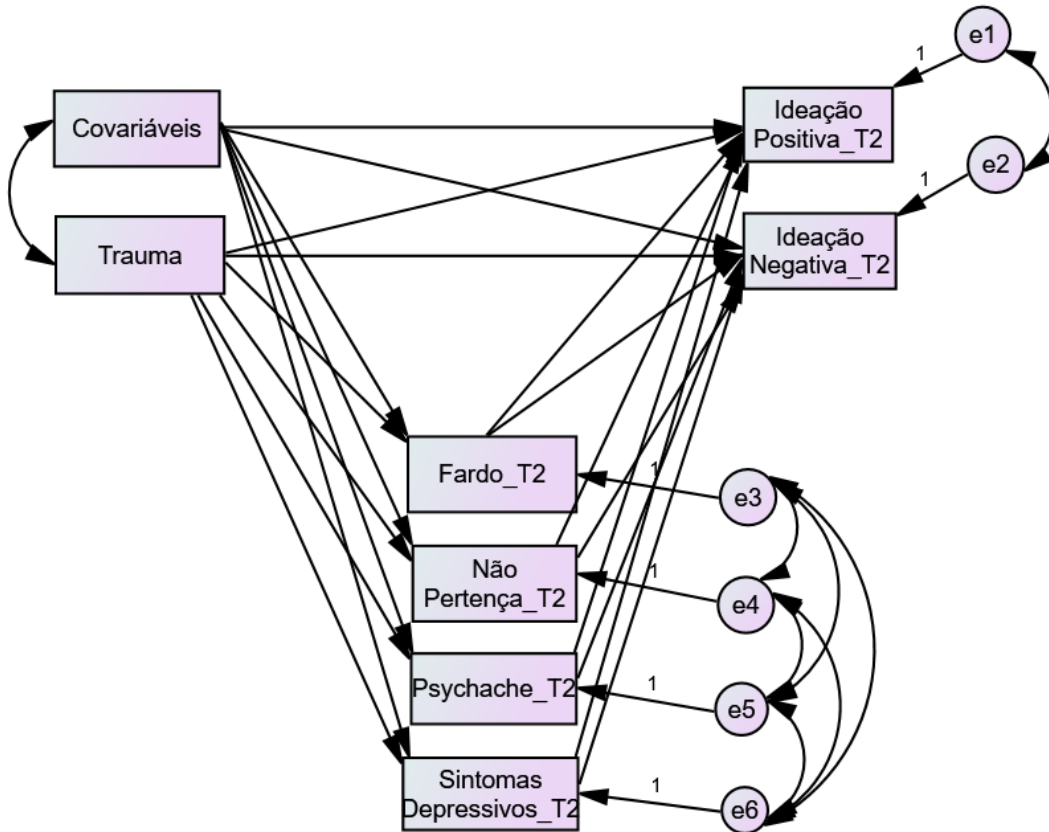 e1
1
Ideação
Positiva_T2
Covariáveis
e2
1
Trauma
Ideação
Negativa_T2
Fardo_T2
1
e3
Não
Pertença_T2
1
e4
Psychache_T2
1
e5
Sintomas
Depressivos_T2
1
e6